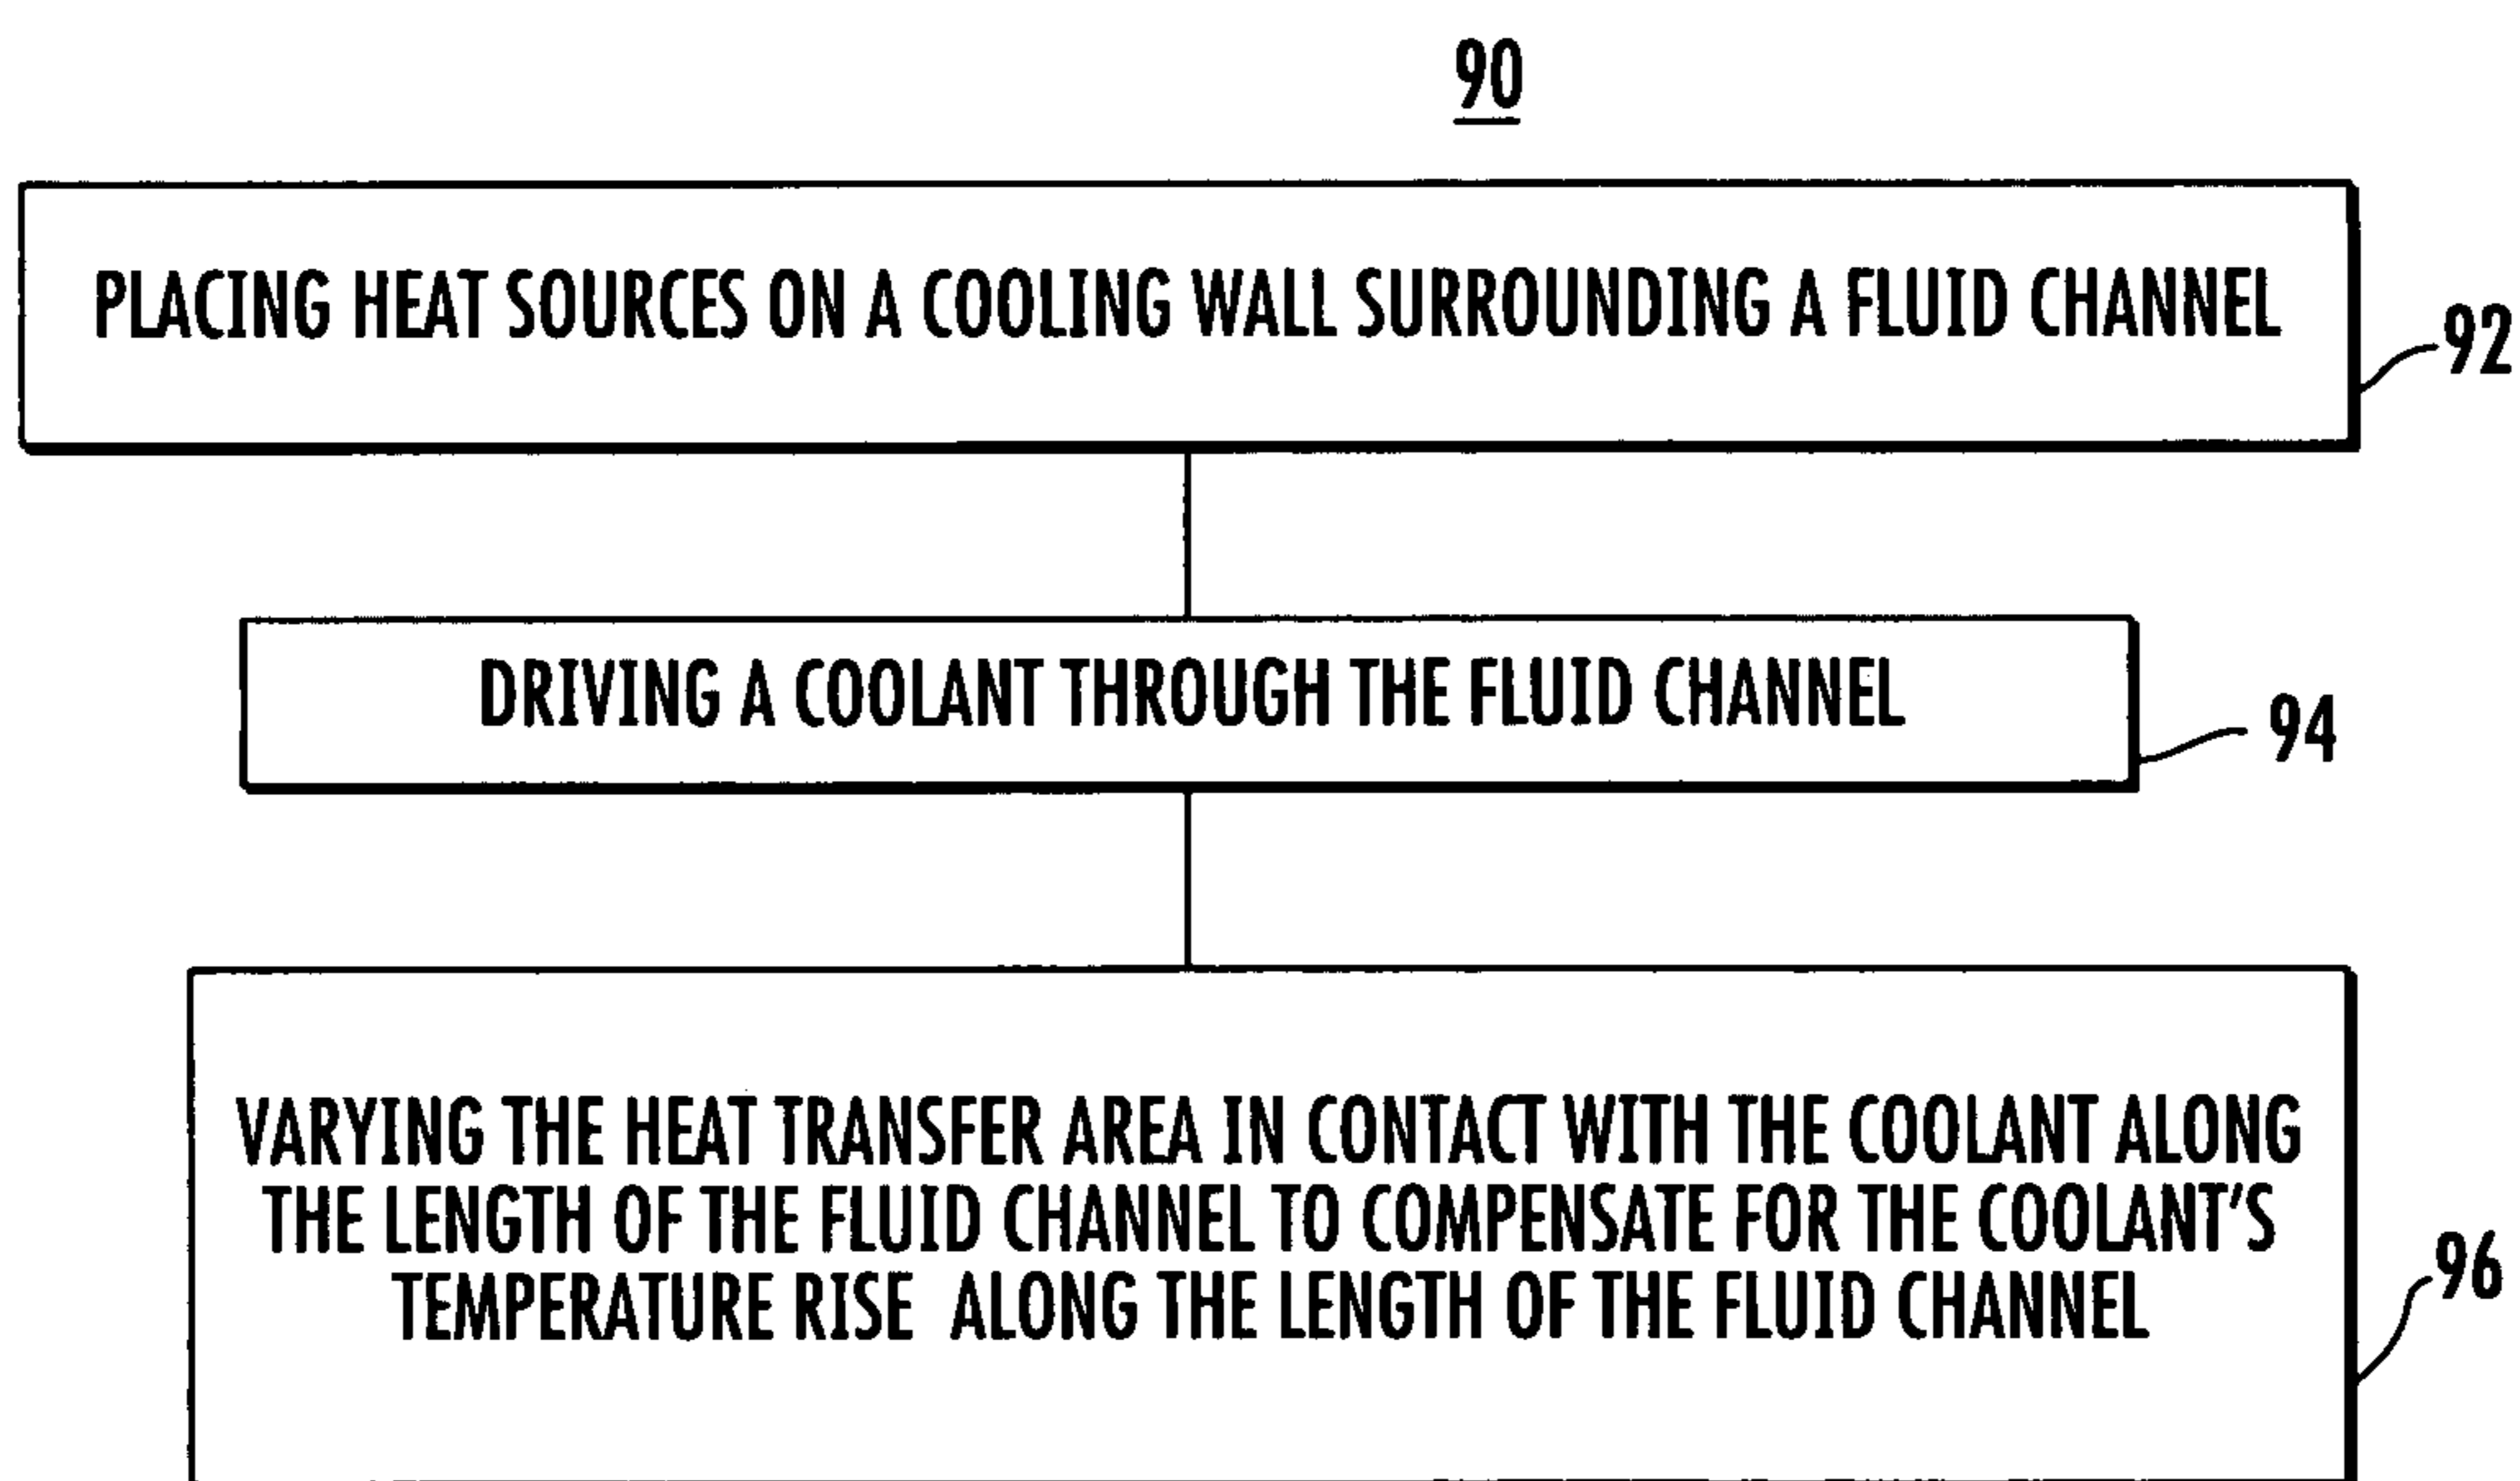 90
PLACING HEAT SOURCES ON A COOLING WALL SURROUNDING A FLUID CHANNEL
92
DRIVING A COOLANT THROUGH THE FLUID CHANNEL
94
VARYING THE HEAT TRANSFER AREA IN CONTACT WITH THE COOLANT ALONG
THE LENGTH OF THE FLUID CHANNEL TO COMPENSATE FOR THE COOLANT'S
TEMPERATURE RISE ALONG THE LENGTH OF THE FLUID CHANNEL
96